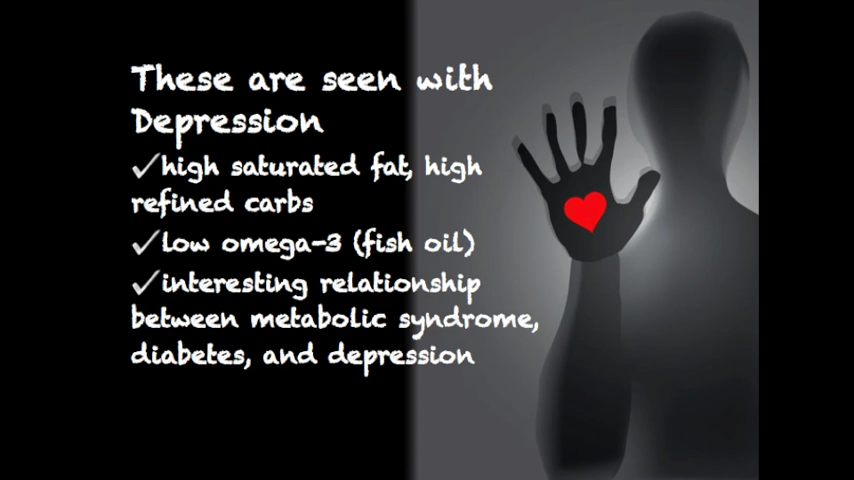 These are seen with
Depression
✓high saturated fat, high
refined carbs
✓low omega-3 (fish oil)
✓interesting relationship
between metabolic syndrome,
diabetes, and depression